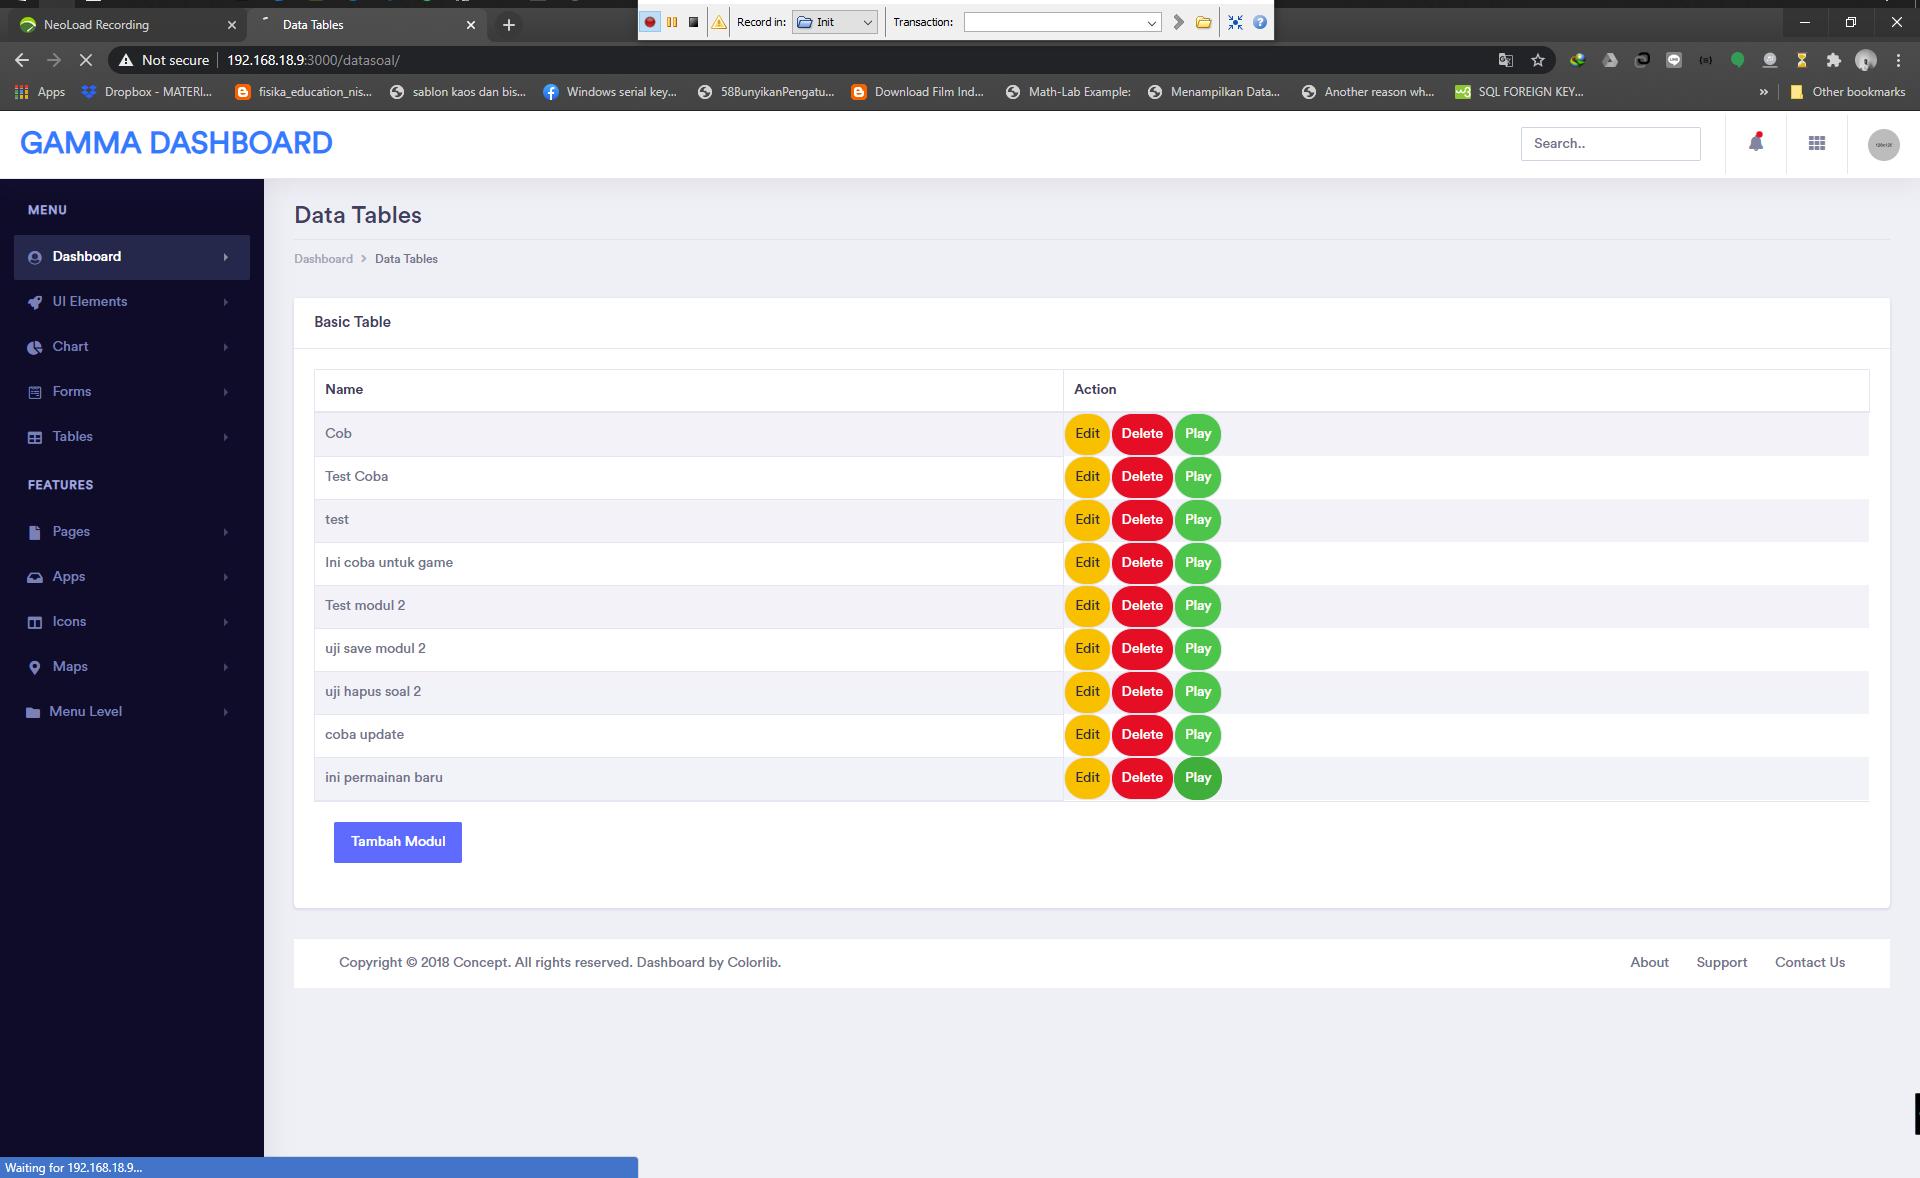 NeoLoad Recording
Data Tables
Record in:
Init
Transaction:
Not secure
192.168.18.9:3000/datasoal/
Apps
Dropbox - MATERI...
fisika_education_nis...
sablon kaos dan bis...
Windows serial key...
58BunyikanPengatu...
Download Film Ind...
Math-Lab Example:
Menampilkan Data...
Another reason wh...
SQL FOREIGN KEY...
Other bookmarks
GAMMA DASHBOARD
Search..
MENU
Dashboard
UI Elements
Chart
Forms
Tables
FEATURES
Pages
Apps
Icons
Maps
Menu Level
Data Tables
Dashboard > Data Tables
Basic Table
Name Action
Cob Edit Delete Play
Test Coba Edit Delete Play
test Edit Delete Play
Ini coba untuk game Edit Delete Play
Test modul 2 Edit Delete Play
uji save modul 2 Edit Delete Play
uji hapus soal 2 Edit Delete Play
coba update Edit Delete Play
ini permainan baru Edit Delete Play
Tambah Modul
Copyright © 2018 Concept. All rights reserved. Dashboard by Colorlib.
About Support Contact Us
Waiting for 192.168.18.9...